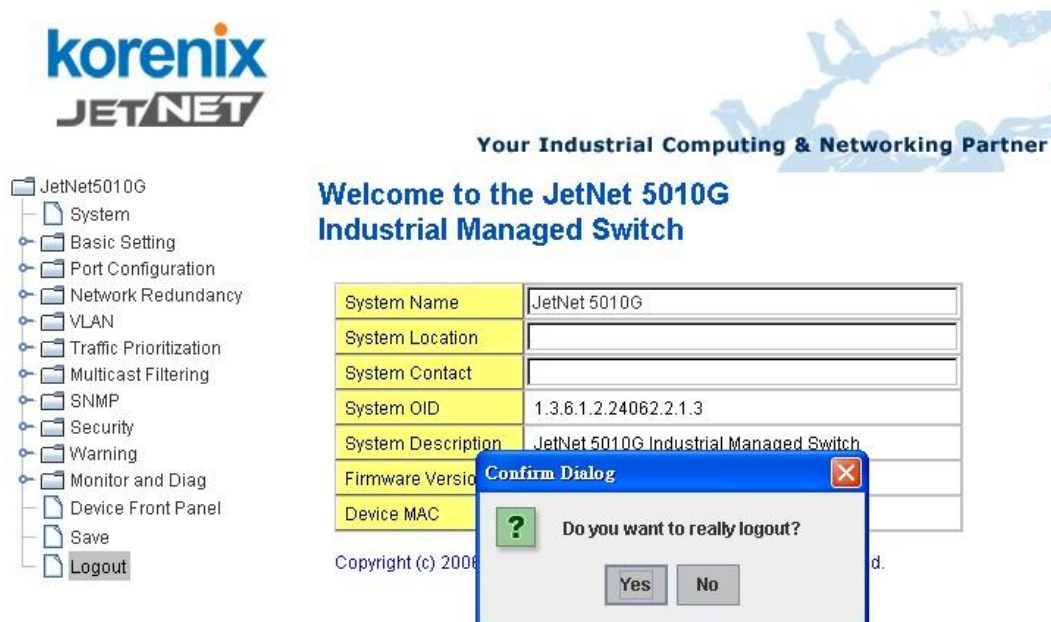 korenix
JET/NET
Your Industrial Computing & Networking Partner
JetNet5010G
System
Basic Setting
Port Configuration
Network Redundancy
VLAN
Traffic Prioritization
Multicast Filtering
SNMP
Security
Warning
Monitor and Diag
Device Front Panel
Save
Logout
Welcome to the JetNet 5010G
Industrial Managed Switch
System Name JetNet 5010G
System Location
System Contact
System OID 1.3.6.1.2.24062.2.1.3
System Description JetNet 5010G Industrial Managed Switch
Firmware Versio
Device MAC
Copyright (c) 2006 d.
Confirm Dialog
? Do you want to really logout?
Yes No